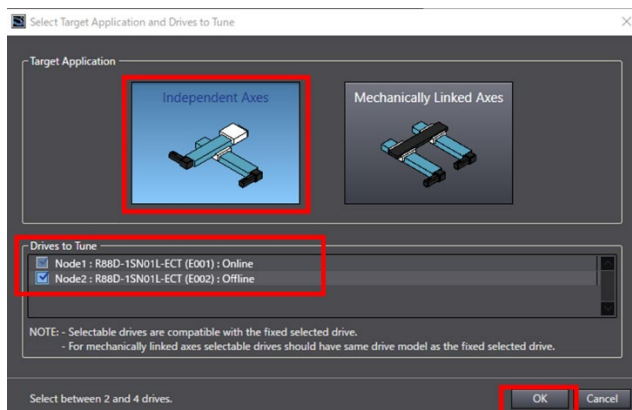 Select Target Application and Drives to Tune
Target Application
Independent Axes
Mechanically Linked Axes
Drives to Tune
Node1 : R88D-1SN01L-ECT (E001) : Online
Node2 : R88D-1SN01L-ECT (E002) : Offline
NOTE: - Selectable drives are compatible with the fixed selected drive.
- For mechanically linked axes selectable drives should have same drive model as the fixed selected drive.
Select between 2 and 4 drives.
OK
Cancel